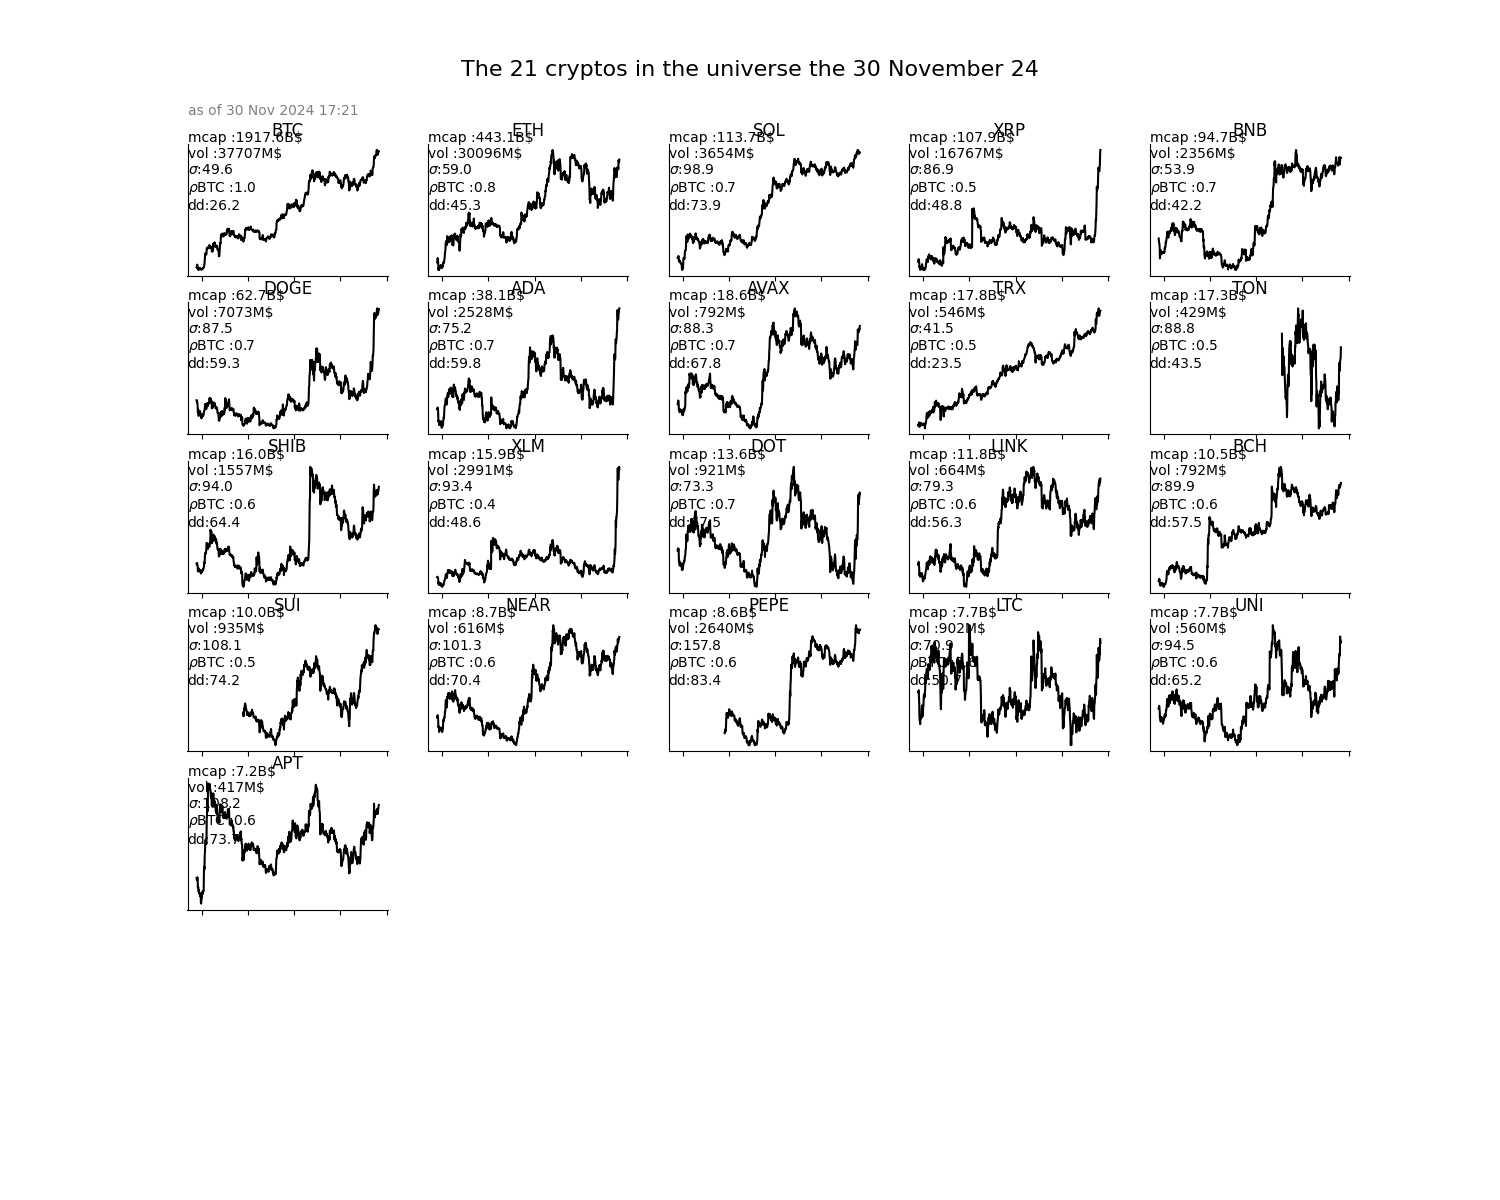 The 21 cryptos in the universe the 30 November 24
as of 30 Nov 2024 17:21
BTC
mcap :1917.6B$
vol :37707M$
σ:49.6
ρBTC :1.0
dd:26.2
ETH
mcap :443.1B$
vol :30096M$
σ:59.0
ρBTC :0.8
dd:45.3
SOL
mcap :113.7B$
vol :3654M$
σ:98.9
ρBTC :0.7
dd:73.9
XRP
mcap :107.9B$
vol :16767M$
σ:86.9
ρBTC :0.5
dd:48.8
BNB
mcap :94.7B$
vol :2356M$
σ:53.9
ρBTC :0.7
dd:42.2
DOGE
mcap :62.7B$
vol :7073M$
σ:87.5
ρBTC :0.7
dd:59.3
ADA
mcap :38.1B$
vol :2528M$
σ:75.2
ρBTC :0.7
dd:59.8
AVAX
mcap :18.6B$
vol :792M$
σ:88.3
ρBTC :0.7
dd:67.8
TRX
mcap :17.8B$
vol :546M$
σ:41.5
ρBTC :0.5
dd:23.5
TON
mcap :17.3B$
vol :429M$
σ:88.8
ρBTC :0.5
dd:43.5
SHIB
mcap :16.0B$
vol :1557M$
σ:94.0
ρBTC :0.6
dd:64.4
XLM
mcap :15.9B$
vol :2991M$
σ:93.4
ρBTC :0.4
dd:48.6
DOT
mcap :13.6B$
vol :921M$
σ:73.3
ρBTC :0.7
LINK
mcap :11.8B$
vol :664M$
σ:79.3
ρBTC :0.6
dd:56.3
BCH
mcap :10.5B$
vol :792M$
σ:89.9
ρBTC :0.6
dd:57.5
SUI
mcap :10.0B$
vol :935M$
σ:108.1
ρBTC :0.5
dd:74.2
NEAR
mcap :8.7B$
vol :616M$
σ:101.3
ρBTC :0.6
dd:70.4
PEPE
mcap :8.6B$
vol :2640M$
σ:157.8
ρBTC :0.6
dd:83.4
LTC
mcap :7.7B$
vol :902M$
UNI
mcap :7.7B$
vol :560M$
σ:94.5
ρBTC :0.6
dd:65.2
APT
mcap :7.2B$
vol :417M$
σ:108.2
ρBTC :0.6